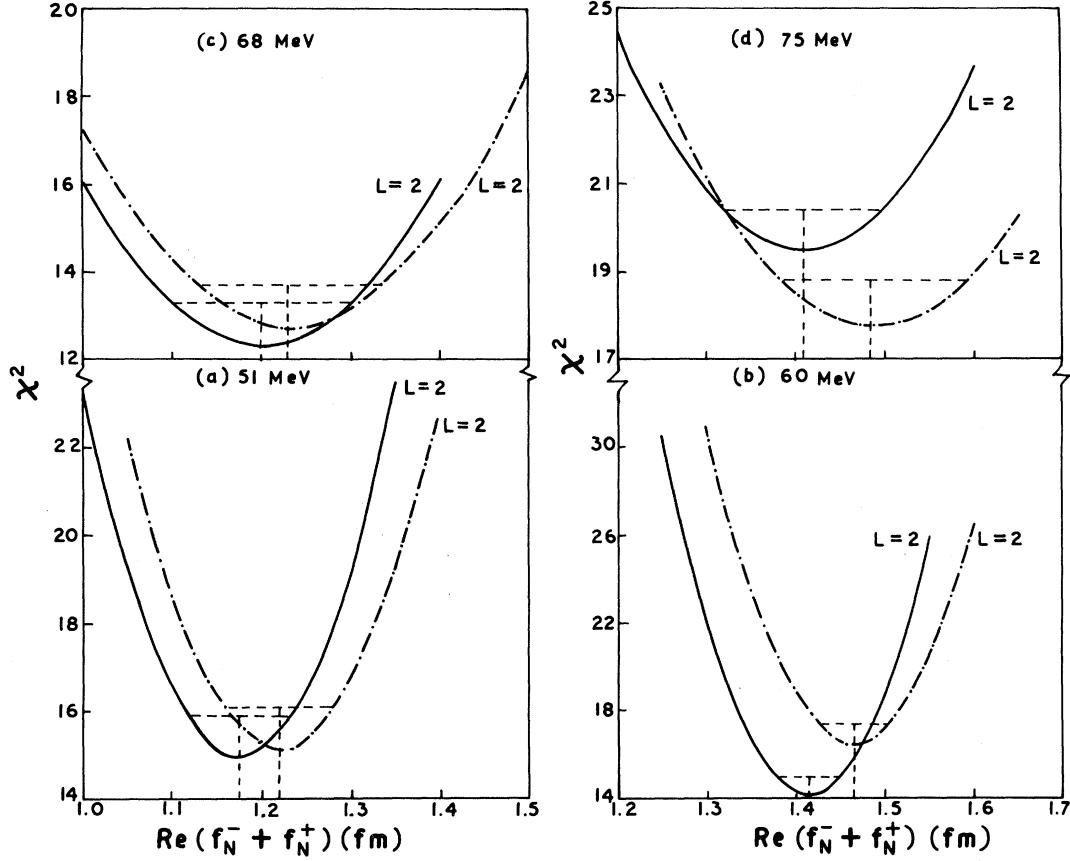 20
(c) 68 MeV
18
L=2
L=2
16
14
12
χ²
25
(d) 75 MeV
23
L=2
21
L=2
19
17
χ²
(a) 51 MeV
L=2
L=2
22
20
18
16
14
1.0 1.1 1.2 1.3 1.4 1.5
Re (f_N^- + f_N^+) (fm)
(b) 60 MeV
30
L=2
L=2
26
22
18
14
1.2 1.3 1.4 1.5 1.6 1.7
Re (f_N^- + f_N^+) (fm)